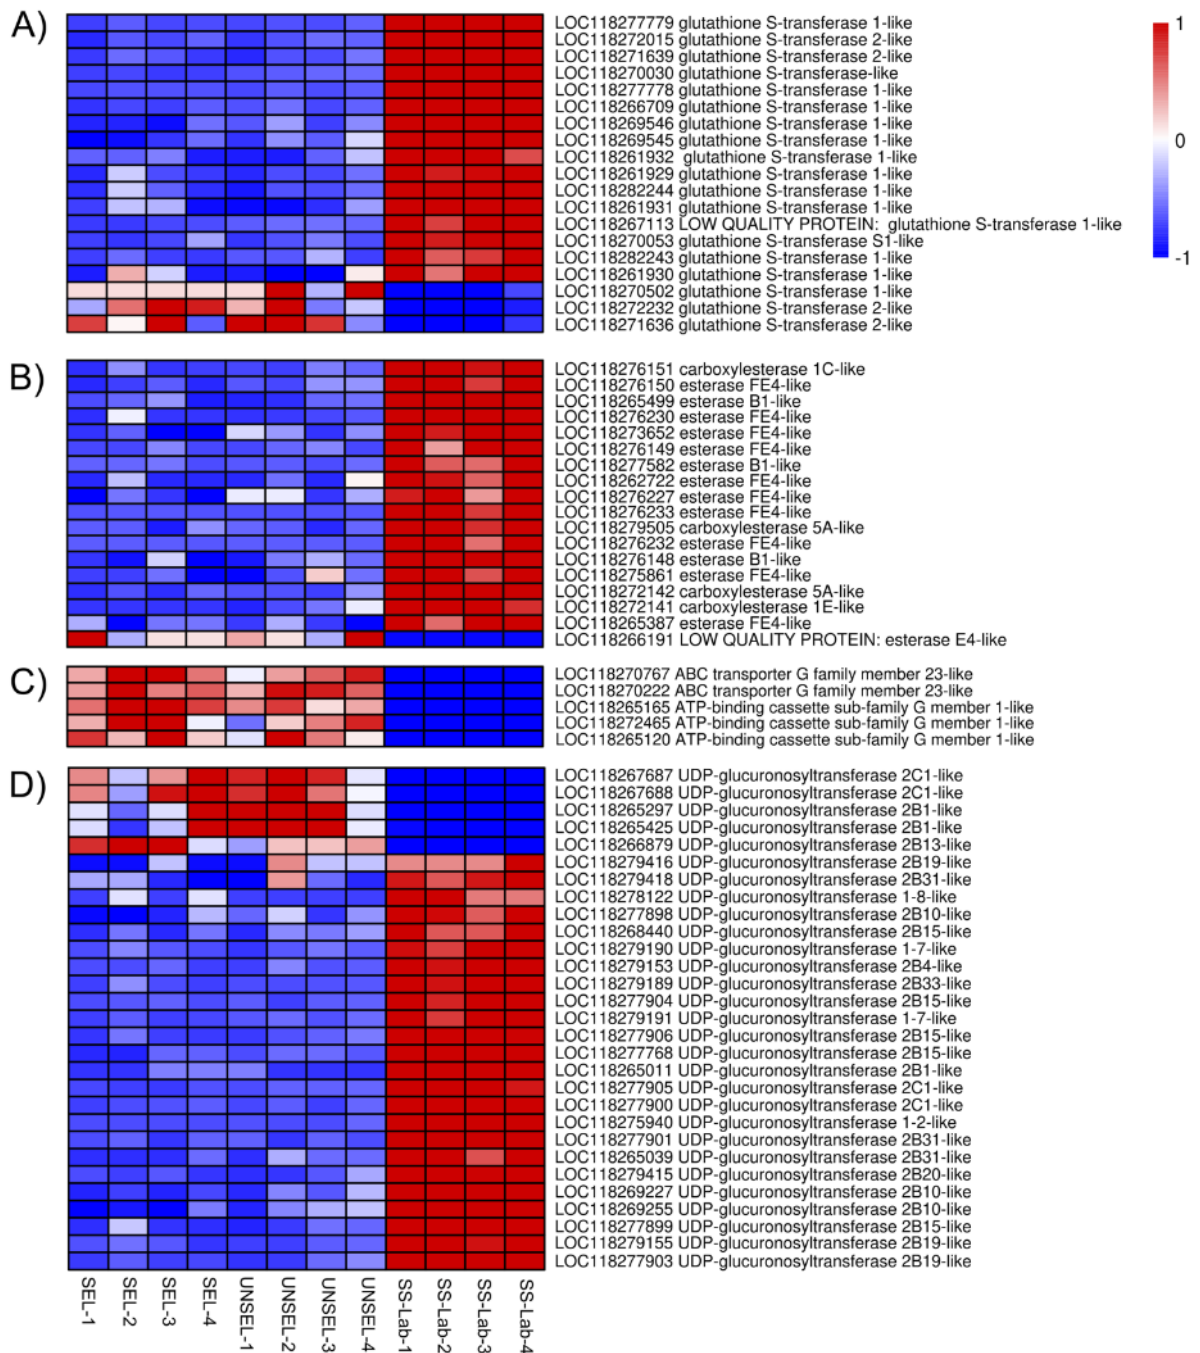 A)
LOC118277779 glutathione S-transferase 1-like
LOC118272015 glutathione S-transferase 2-like
LOC118271639 glutathione S-transferase 2-like
LOC118270030 glutathione S-transferase-like
LOC118277778 glutathione S-transferase 1-like
LOC118266709 glutathione S-transferase 1-like
LOC118269546 glutathione S-transferase 1-like
LOC118269545 glutathione S-transferase 1-like
LOC118261932 glutathione S-transferase 1-like
LOC118261929 glutathione S-transferase 1-like
LOC118282244 glutathione S-transferase 1-like
LOC118261931 glutathione S-transferase 1-like
LOC118267113 LOW QUALITY PROTEIN: glutathione S-transferase 1-like
LOC118270053 glutathione S-transferase S1-like
LOC118282243 glutathione S-transferase 1-like
LOC118261930 glutathione S-transferase 1-like
LOC118270502 glutathione S-transferase 1-like
LOC118272232 glutathione S-transferase 2-like
LOC118271636 glutathione S-transferase 2-like
1
0
-1
B)
LOC118276151 carboxylesterase 1C-like
LOC118276150 esterase FE4-like
LOC118265499 esterase B1-like
LOC118276230 esterase FE4-like
LOC118273652 esterase FE4-like
LOC118276149 esterase FE4-like
LOC118277582 esterase B1-like
LOC118262722 esterase FE4-like
LOC118276227 esterase FE4-like
LOC118276233 esterase FE4-like
LOC118279505 carboxylesterase 5A-like
LOC118276232 esterase FE4-like
LOC118276148 esterase B1-like
LOC118275861 esterase FE4-like
LOC118272142 carboxylesterase 5A-like
LOC118272141 carboxylesterase 1E-like
LOC118265387 esterase FE4-like
LOC118266191 LOW QUALITY PROTEIN: esterase E4-like
C)
LOC118270767 ABC transporter G family member 23-like
LOC118270222 ABC transporter G family member 23-like
LOC118265165 ATP-binding cassette sub-family G member 1-like
LOC118272465 ATP-binding cassette sub-family G member 1-like
LOC118265120 ATP-binding cassette sub-family G member 1-like
D)
LOC118267687 UDP-glucuronosyltransferase 2C1-like
LOC118267688 UDP-glucuronosyltransferase 2C1-like
LOC118265297 UDP-glucuronosyltransferase 2B1-like
LOC118265425 UDP-glucuronosyltransferase 2B1-like
LOC118266879 UDP-glucuronosyltransferase 2B13-like
LOC118279416 UDP-glucuronosyltransferase 2B19-like
LOC118279418 UDP-glucuronosyltransferase 2B31-like
LOC118278122 UDP-glucuronosyltransferase 1-8-like
LOC118277898 UDP-glucuronosyltransferase 2B10-like
LOC118268440 UDP-glucuronosyltransferase 2B15-like
LOC118279190 UDP-glucuronosyltransferase 1-7-like
LOC118279153 UDP-glucuronosyltransferase 2B4-like
LOC118279189 UDP-glucuronosyltransferase 2B33-like
LOC118277904 UDP-glucuronosyltransferase 2B15-like
LOC118279191 UDP-glucuronosyltransferase 1-7-like
LOC118277906 UDP-glucuronosyltransferase 2B15-like
LOC118277768 UDP-glucuronosyltransferase 2B15-like
LOC118265011 UDP-glucuronosyltransferase 2B1-like
LOC118277905 UDP-glucuronosyltransferase 2C1-like
LOC118277900 UDP-glucuronosyltransferase 2C1-like
LOC118275940 UDP-glucuronosyltransferase 1-2-like
LOC118277901 UDP-glucuronosyltransferase 2B31-like
LOC118265039 UDP-glucuronosyltransferase 2B31-like
LOC118279415 UDP-glucuronosyltransferase 2B20-like
LOC118269227 UDP-glucuronosyltransferase 2B10-like
LOC118269255 UDP-glucuronosyltransferase 2B10-like
LOC118277899 UDP-glucuronosyltransferase 2B15-like
LOC118279155 UDP-glucuronosyltransferase 2B19-like
LOC118277903 UDP-glucuronosyltransferase 2B19-like
SEL-1
SEL-2
SEL-3
SEL-4
UNSEL-1
UNSEL-2
UNSEL-3
UNSEL-4
SS-Lab-1
SS-Lab-2
SS-Lab-3
SS-Lab-4